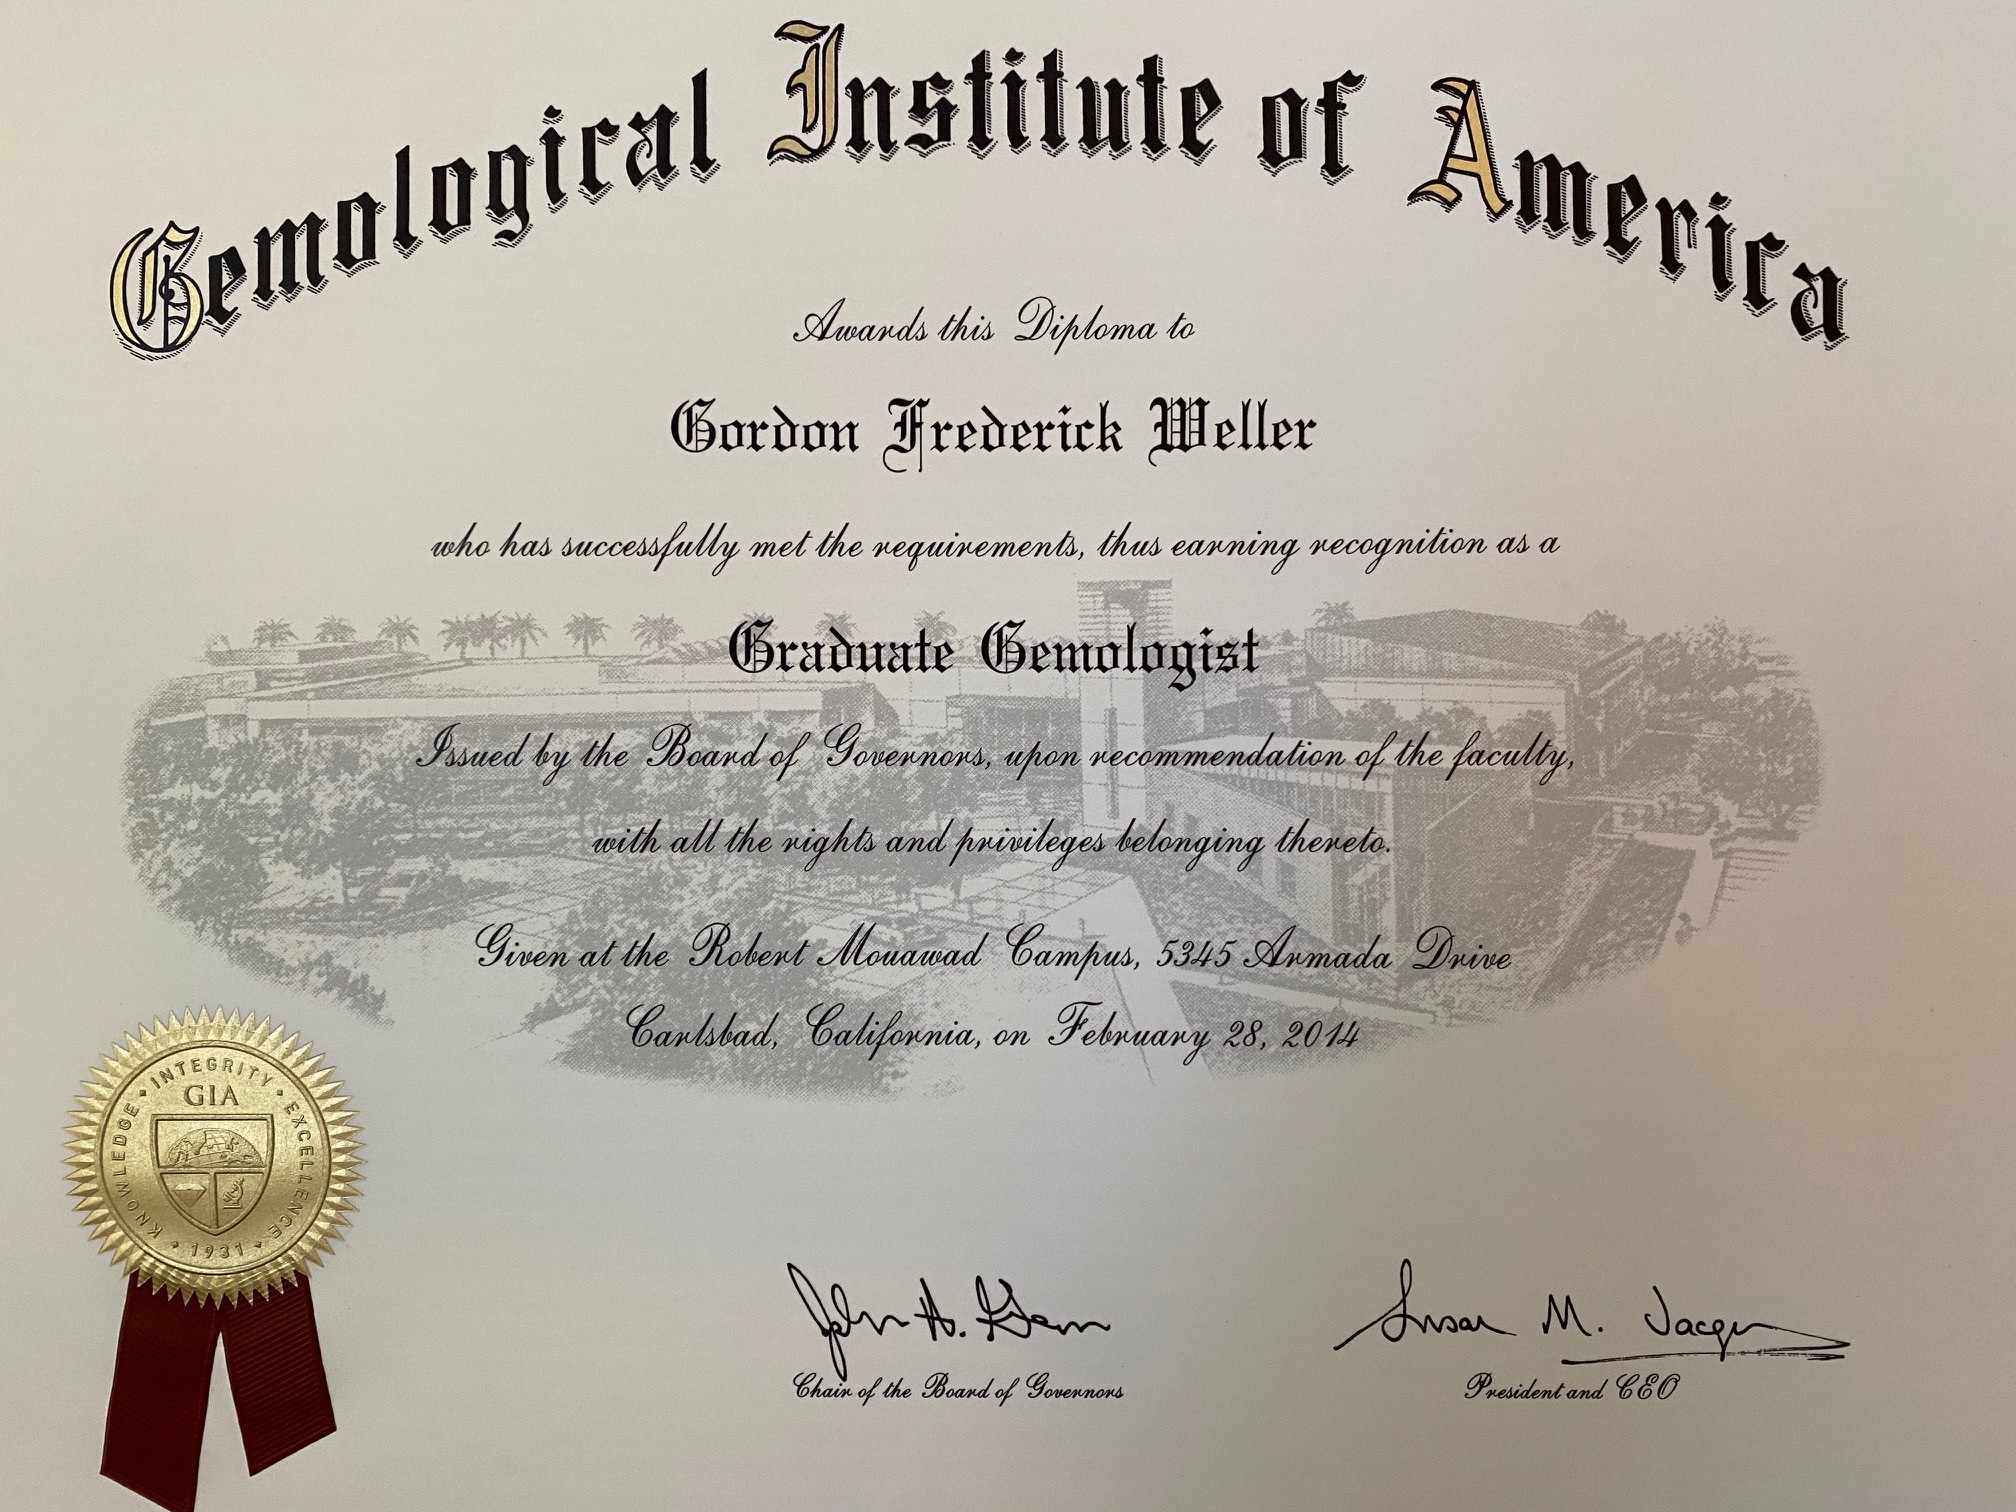 Gemological Institute of America
Awards this Diploma to
Gordon Frederick Weller
who has successfully met the requirements, thus earning recognition as a
Graduate Gemologist
Issued by the Board of Governors, upon recommendation of the faculty,
with all the rights and privileges belonging thereto.
Given at the Robert Mouawad Campus, 5345 Armada Drive
Carlsbad, California, on February 28, 2014
KNOWLEDGE • INTEGRITY • EXCELLENCE
GIA
• 1931 •
John A.
Susan M. Jacques
Chair of the Board of Governors
President and CEO